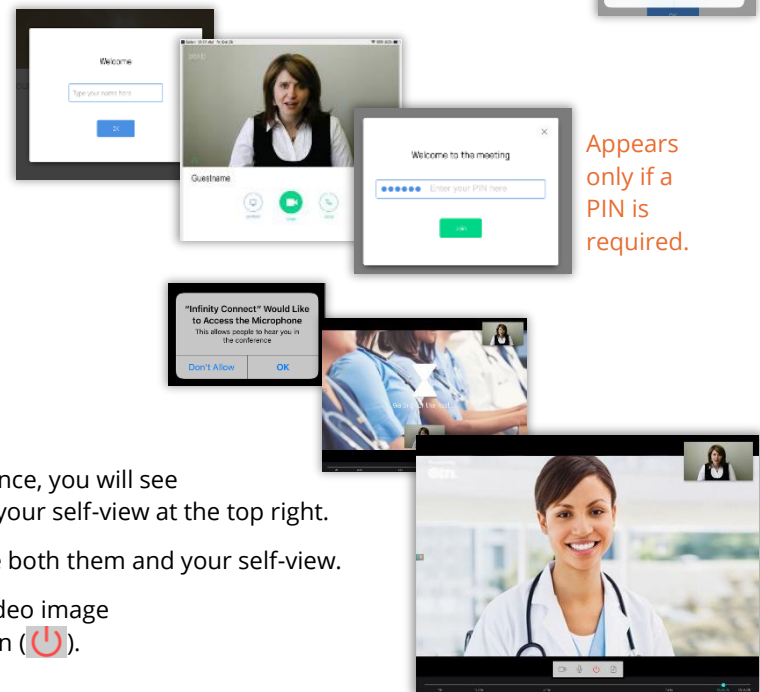 Welcome
Type your name here
OK
Guestname
Welcome to the meeting
Enter your PIN here
Join
Appears
only if a
PIN is
required.
"Infinity Connect" Would Like
to Access the Microphone
This allows people to hear you in
the conference
Don't Allow OK
nce, you will see
your self-view at the top right.
both them and your self-view.
deo image
n ( ).
otn.